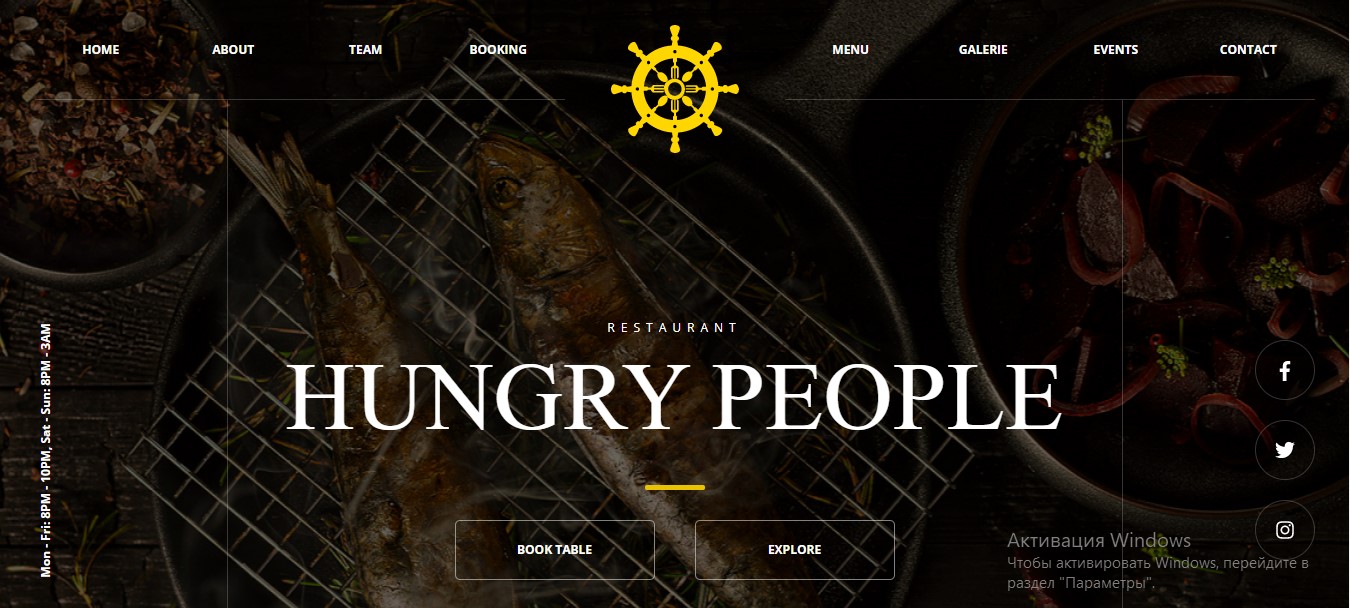 HOME ABOUT TEAM BOOKING MENU GALERIE EVENTS CONTACT
RESTAURANT
HUNGRY PEOPLE
BOOK TABLE
EXPLORE
Mon - Fri: 8PM - 10PM, Sat - Sun: 8PM - 3AM
Активация Windows
Чтобы активировать Windows, перейдите в
раздел "Параметры".